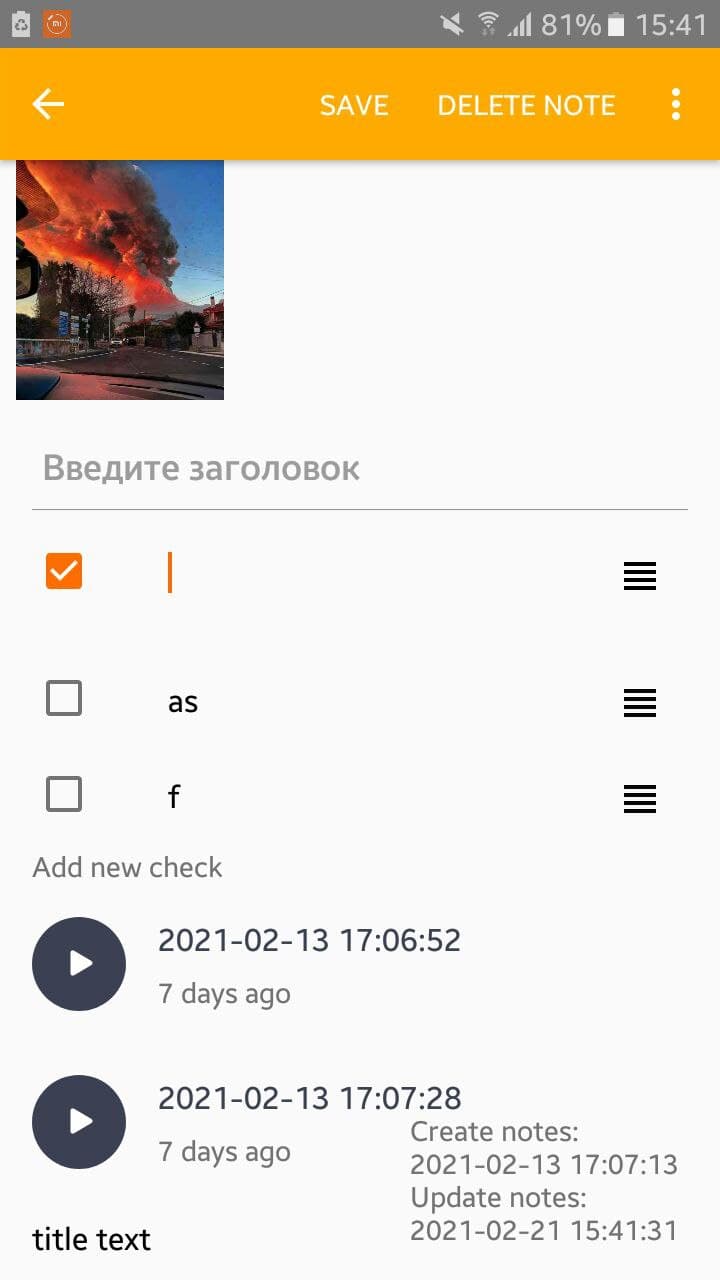 81% 15:41
SAVE DELETE NOTE
Введите заголовок
as
f
Add new check
2021-02-13 17:06:52
7 days ago
2021-02-13 17:07:28
7 days ago
Create notes:
2021-02-13 17:07:13
Update notes:
2021-02-21 15:41:31
title text